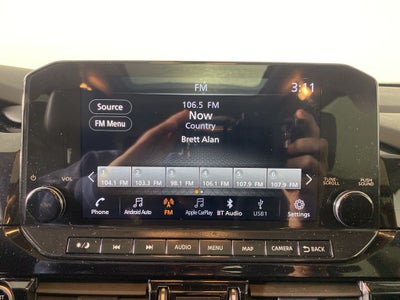 FM
3:11
Source
106.5 FM
Now
FM Menu
Country
Brett Alan
VOL
TUNE
SCROLL
PUSH
SOUND
104.1 FM
103.3 FM
98.1 FM
106.1 FM
107.9 FM
107.9 FM
Phone
Android Auto
FM
Apple CarPlay
BT Audio
USB1
Settings
AUDIO
MENU
MAP
CAMERA
BACK